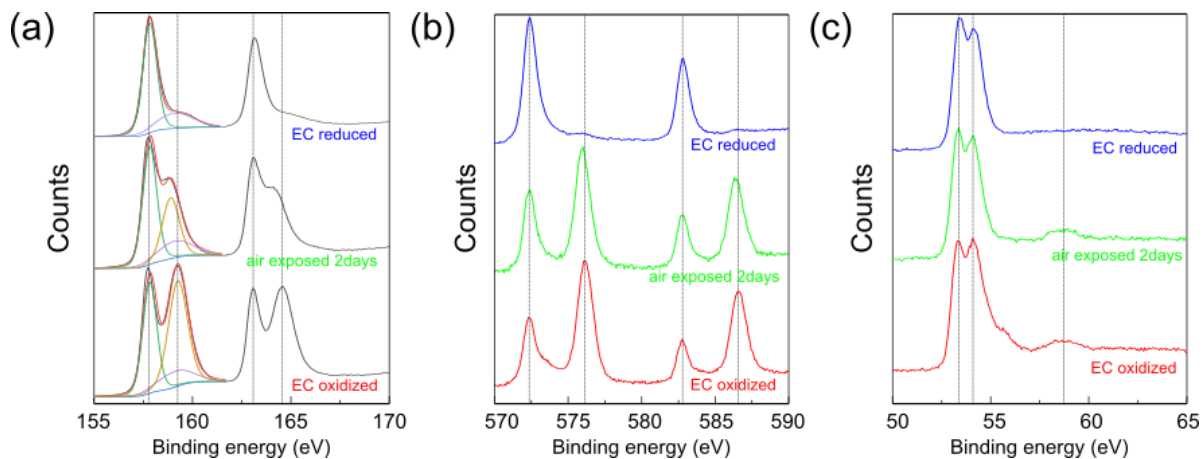 (a)
Counts
EC reduced
air exposed 2days
EC oxidized
155 160 165 170
Binding energy (eV)
(b)
Counts
EC reduced
air exposed 2days
EC oxidized
570 575 580 585 590
Binding energy (eV)
(c)
Counts
EC reduced
air exposed 2days
EC oxidized
50 55 60 65
Binding energy (eV)